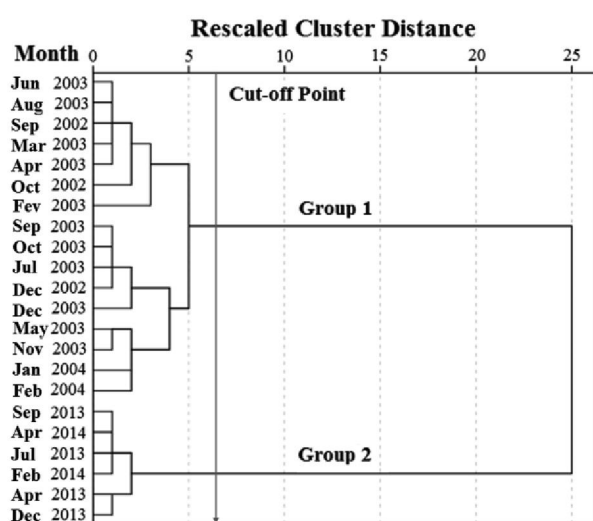 Rescaled Cluster Distance
Month 0 5 10 15 20 25
Jun 2003
Cut-off Point
Aug 2003
Sep 2002
Mar 2003
Apr 2003
Oct 2002
Fev 2003
Group 1
Sep 2003
Oct 2003
Jul 2003
Dec 2002
Dec 2003
May 2003
Nov 2003
Jan 2004
Feb 2004
Sep 2013
Apr 2014
Jul 2013
Group 2
Feb 2014
Apr 2013
Dec 2013